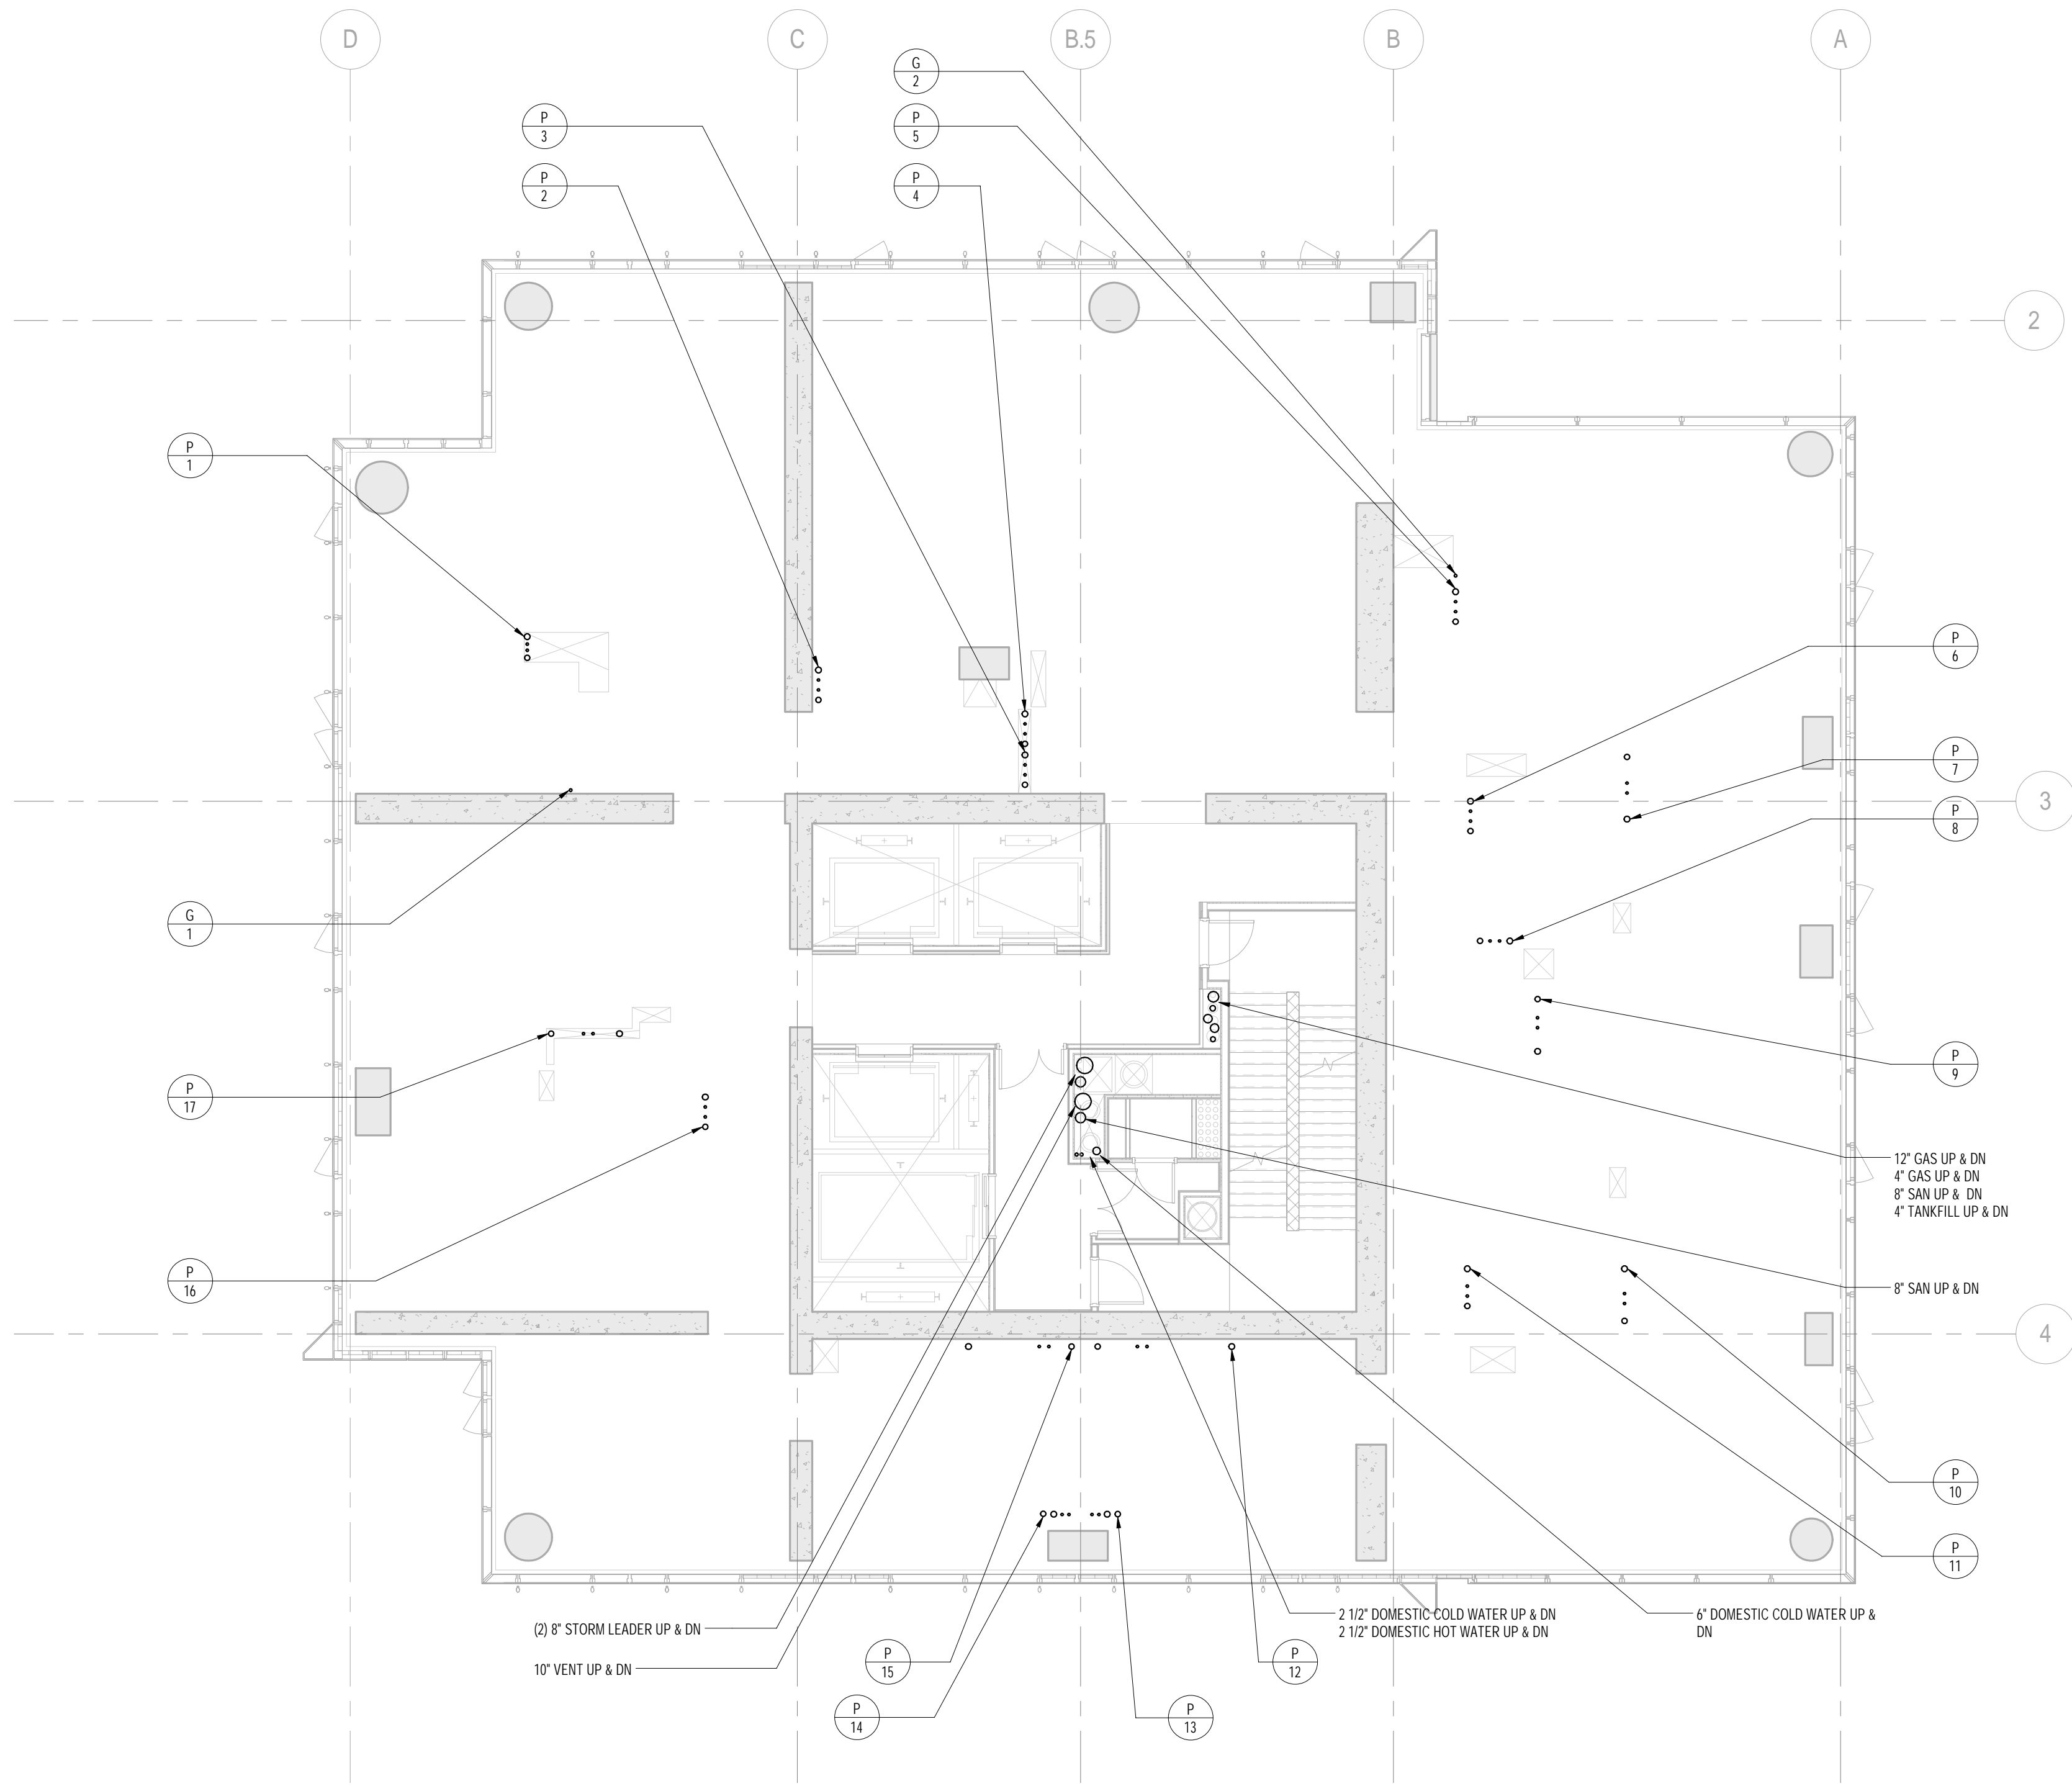 D
C
B.5
B
A
G
2
P
3
P
5
P
2
P
4
2
P
1
P
6
P
7
3
P
8
G
1
P
9
P
17
12" GAS UP & DN
4" GAS UP & DN
8" SAN UP & DN
4" TANKFILL UP & DN
P
16
8" SAN UP & DN
4
P
10
P
11
(2) 8" STORM LEADER UP & DN
2 1/2" DOMESTIC COLD WATER UP & DN
2 1/2" DOMESTIC HOT WATER UP & DN
6" DOMESTIC COLD WATER UP &
DN
10" VENT UP & DN
P
15
P
12
P
14
P
13